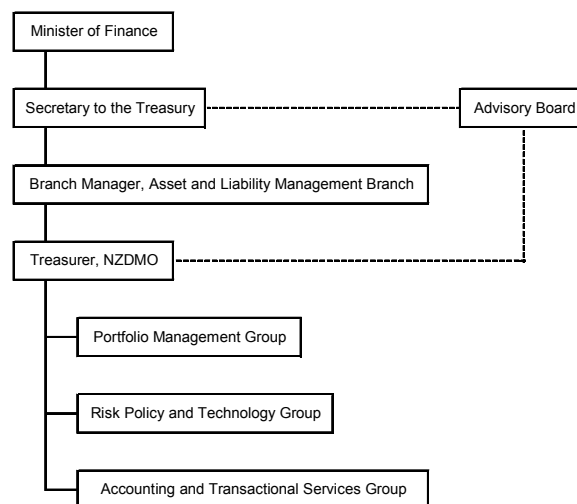 Minister of Finance
Secretary to the Treasury
Advisory Board
Branch Manager, Asset and Liability Management Branch
Treasurer, NZDMO
Portfolio Management Group
Risk Policy and Technology Group
Accounting and Transactional Services Group